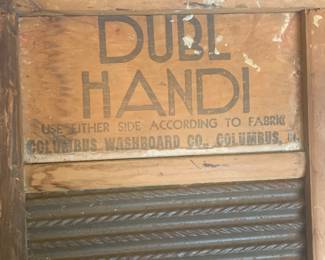 DUBL
HANDI
USE EITHER SIDE ACCORDING TO FABRIC
COLUMBUS WASHBOARD CO., COLUMBUS,